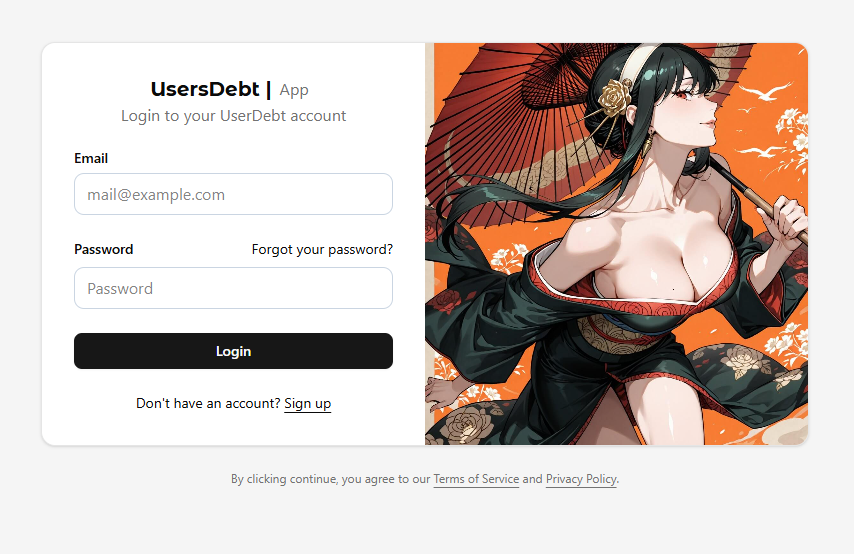 UsersDebt | App
Login to your UserDebt account
Email
mail@example.com
Password Forgot your password?
Password
Login
Don't have an account? Sign up
By clicking continue, you agree to our Terms of Service and Privacy Policy.